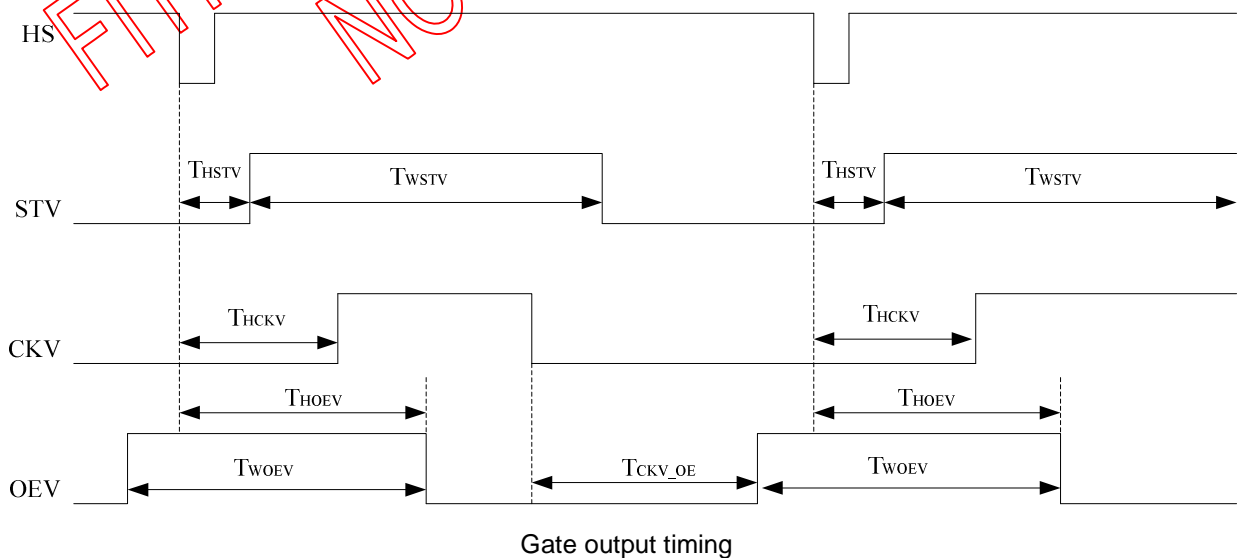 HS
THSTV
TWSTV
THSTV
TWSTV
STV
THCKV
THCKV
CKV
THOEV
THOEV
TWOEV
TCKV_OE
TWOEV
OEV
Gate output timing